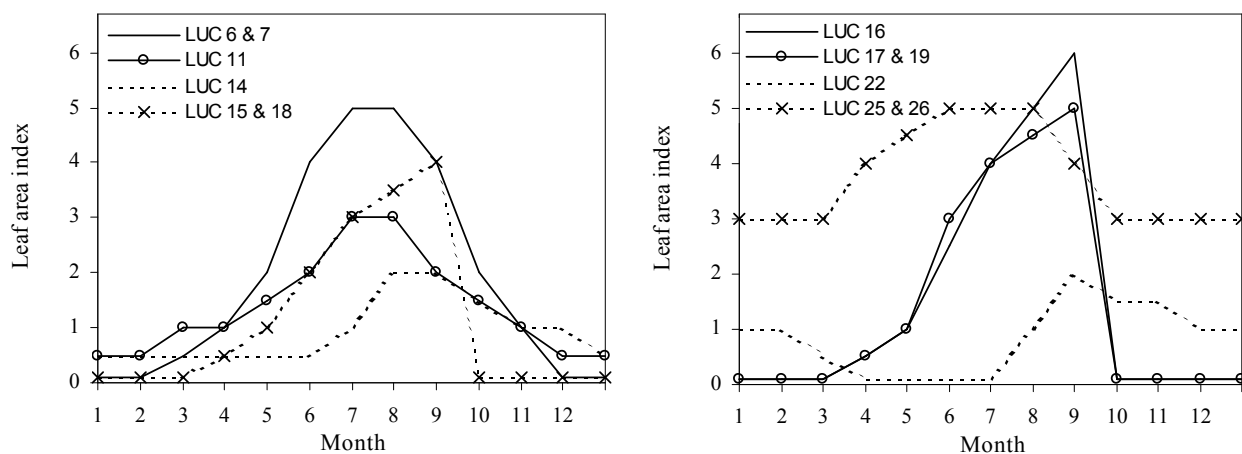 LUC 6 & 7
LUC 11
LUC 14
LUC 15 & 18
6
5
4
3
2
1
0
Leaf area index
1 2 3 4 5 6 7 8 9 10 11 12
Month
LUC 16
LUC 17 & 19
LUC 22
LUC 25 & 26
6
5
4
3
2
1
0
Leaf area index
1 2 3 4 5 6 7 8 9 10 11 12
Month